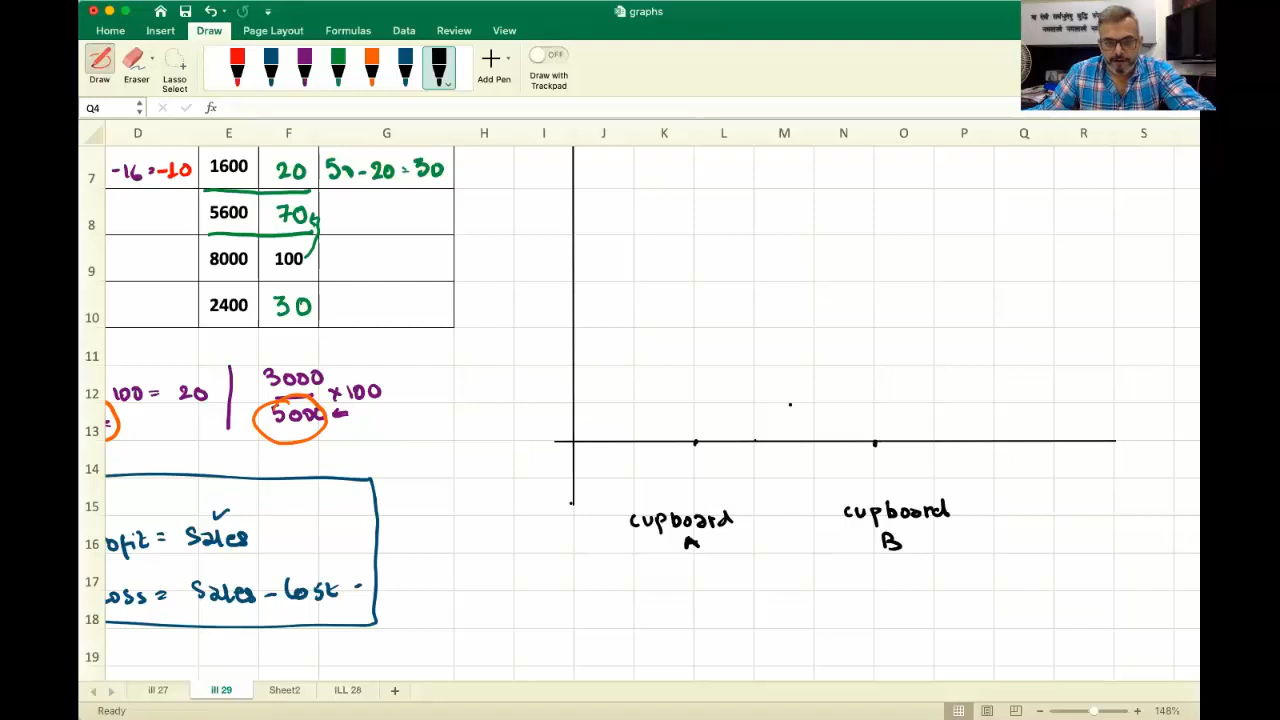 graphs
Home Insert Draw Page Layout Formulas Data Review View
Draw Eraser Lasso Select Add Pen OFF Draw with Trackpad
Q4 fx
D E F G H I J K L M N O P Q R S
7 -16 = -10 1600 20 50 - 20 = 30
8 5600 70
9 8000 100
10 2400 30
11
12 100 = 20 3000 × 100
13 = 5000
14
15 cupboard cupboard
16 ofit = Sales A B
17 oss = Sales - Cost -
18
19
ill 27 ill 29 Sheet2 ILL 28 +
Ready 148%